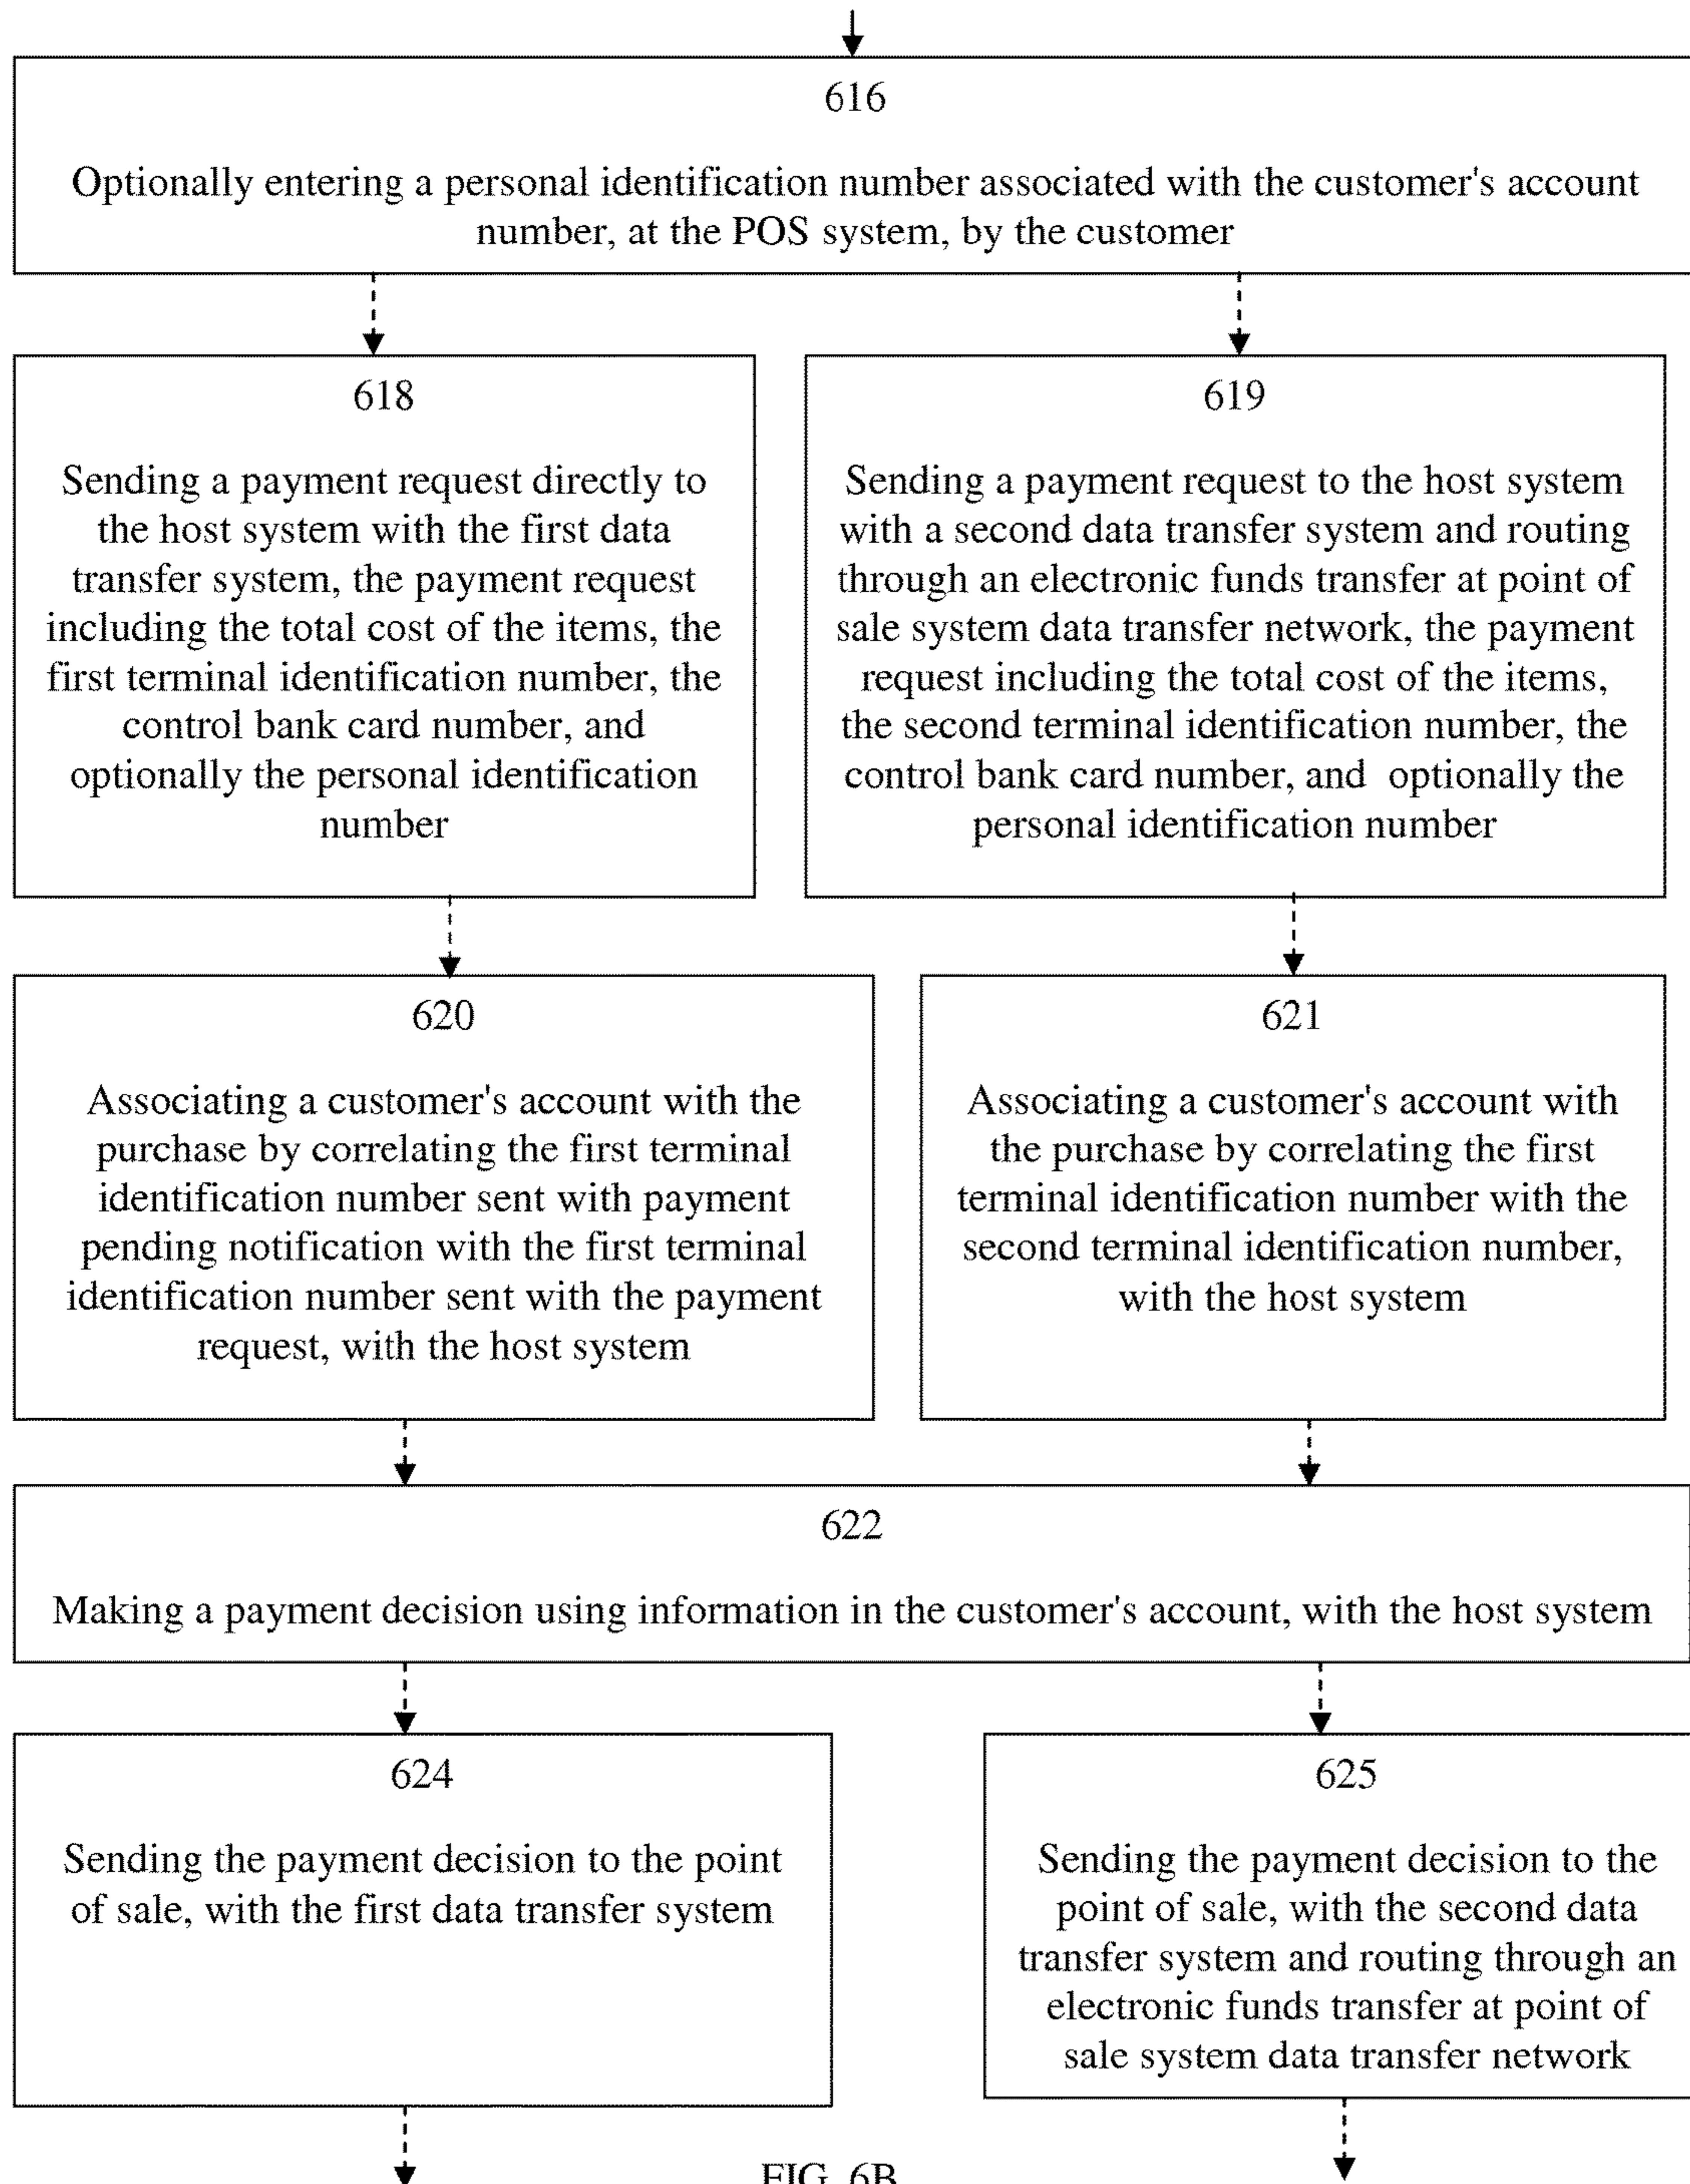 616
Optionally entering a personal identification number associated with the customer's account
number, at the POS system, by the customer
618
Sending a payment request directly to
the host system with the first data
transfer system, the payment request
including the total cost of the items, the
first terminal identification number, the
control bank card number, and
optionally the personal identification
number
619
Sending a payment request to the host system
with a second data transfer system and routing
through an electronic funds transfer at point of
sale system data transfer network, the payment
request including the total cost of the items,
the second terminal identification number, the
control bank card number, and optionally the
personal identification number
620
Associating a customer's account with the
purchase by correlating the first terminal
identification number sent with payment
pending notification with the first terminal
identification number sent with the payment
request, with the host system
621
Associating a customer's account with
the purchase by correlating the first
terminal identification number with the
second terminal identification number,
with the host system
622
Making a payment decision using information in the customer's account, with the host system
624
Sending the payment decision to the point
of sale, with the first data transfer system
625
Sending the payment decision to the
point of sale, with the second data
transfer system and routing through an
electronic funds transfer at point of
sale system data transfer network
FIG. 6B